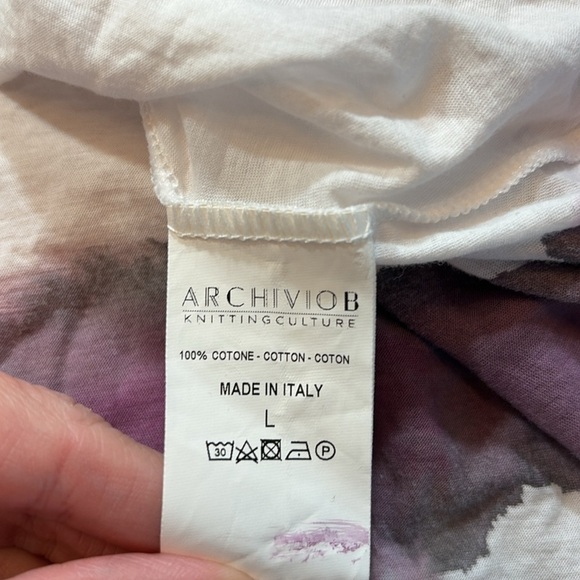 ARCHIVIOB
KNITTINGCULTURE
100% COTONE - COTTON - COTON
MADE IN ITALY
L
30 P